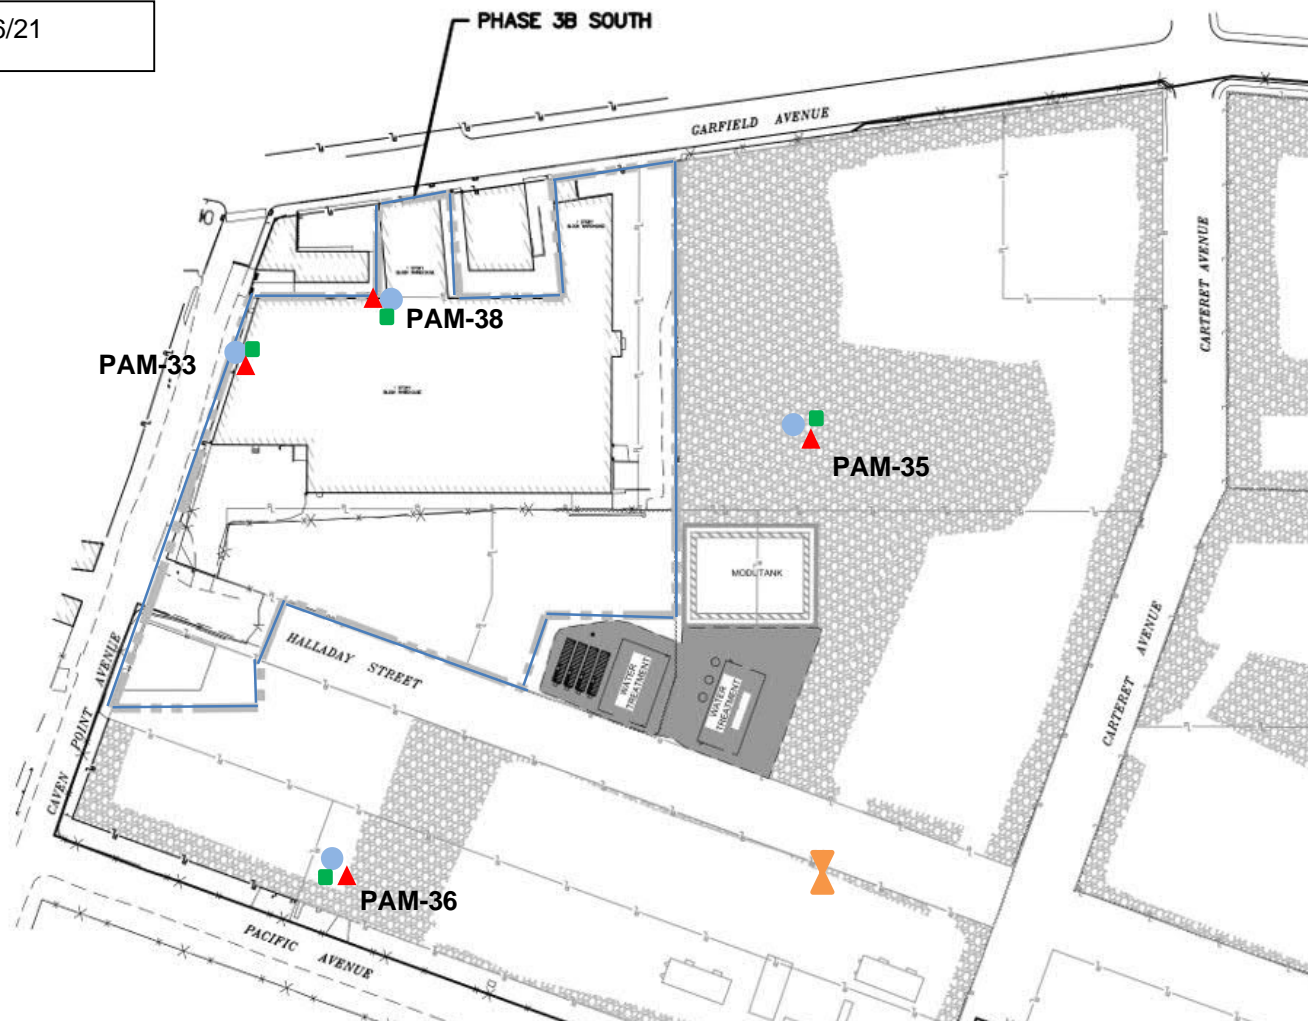 6/21
PHASE 3B SOUTH
GARFIELD AVENUE
CARTERET AVENUE
PAM-38
PAM-33
PAM-35
MODUTANK
HALLADAY STREET
WATER
TREATMENT
WATER
TREATMENT
CARTERET AVENUE
CAVEN POINT AVENUE
PAM-36
PACIFIC AVENUE